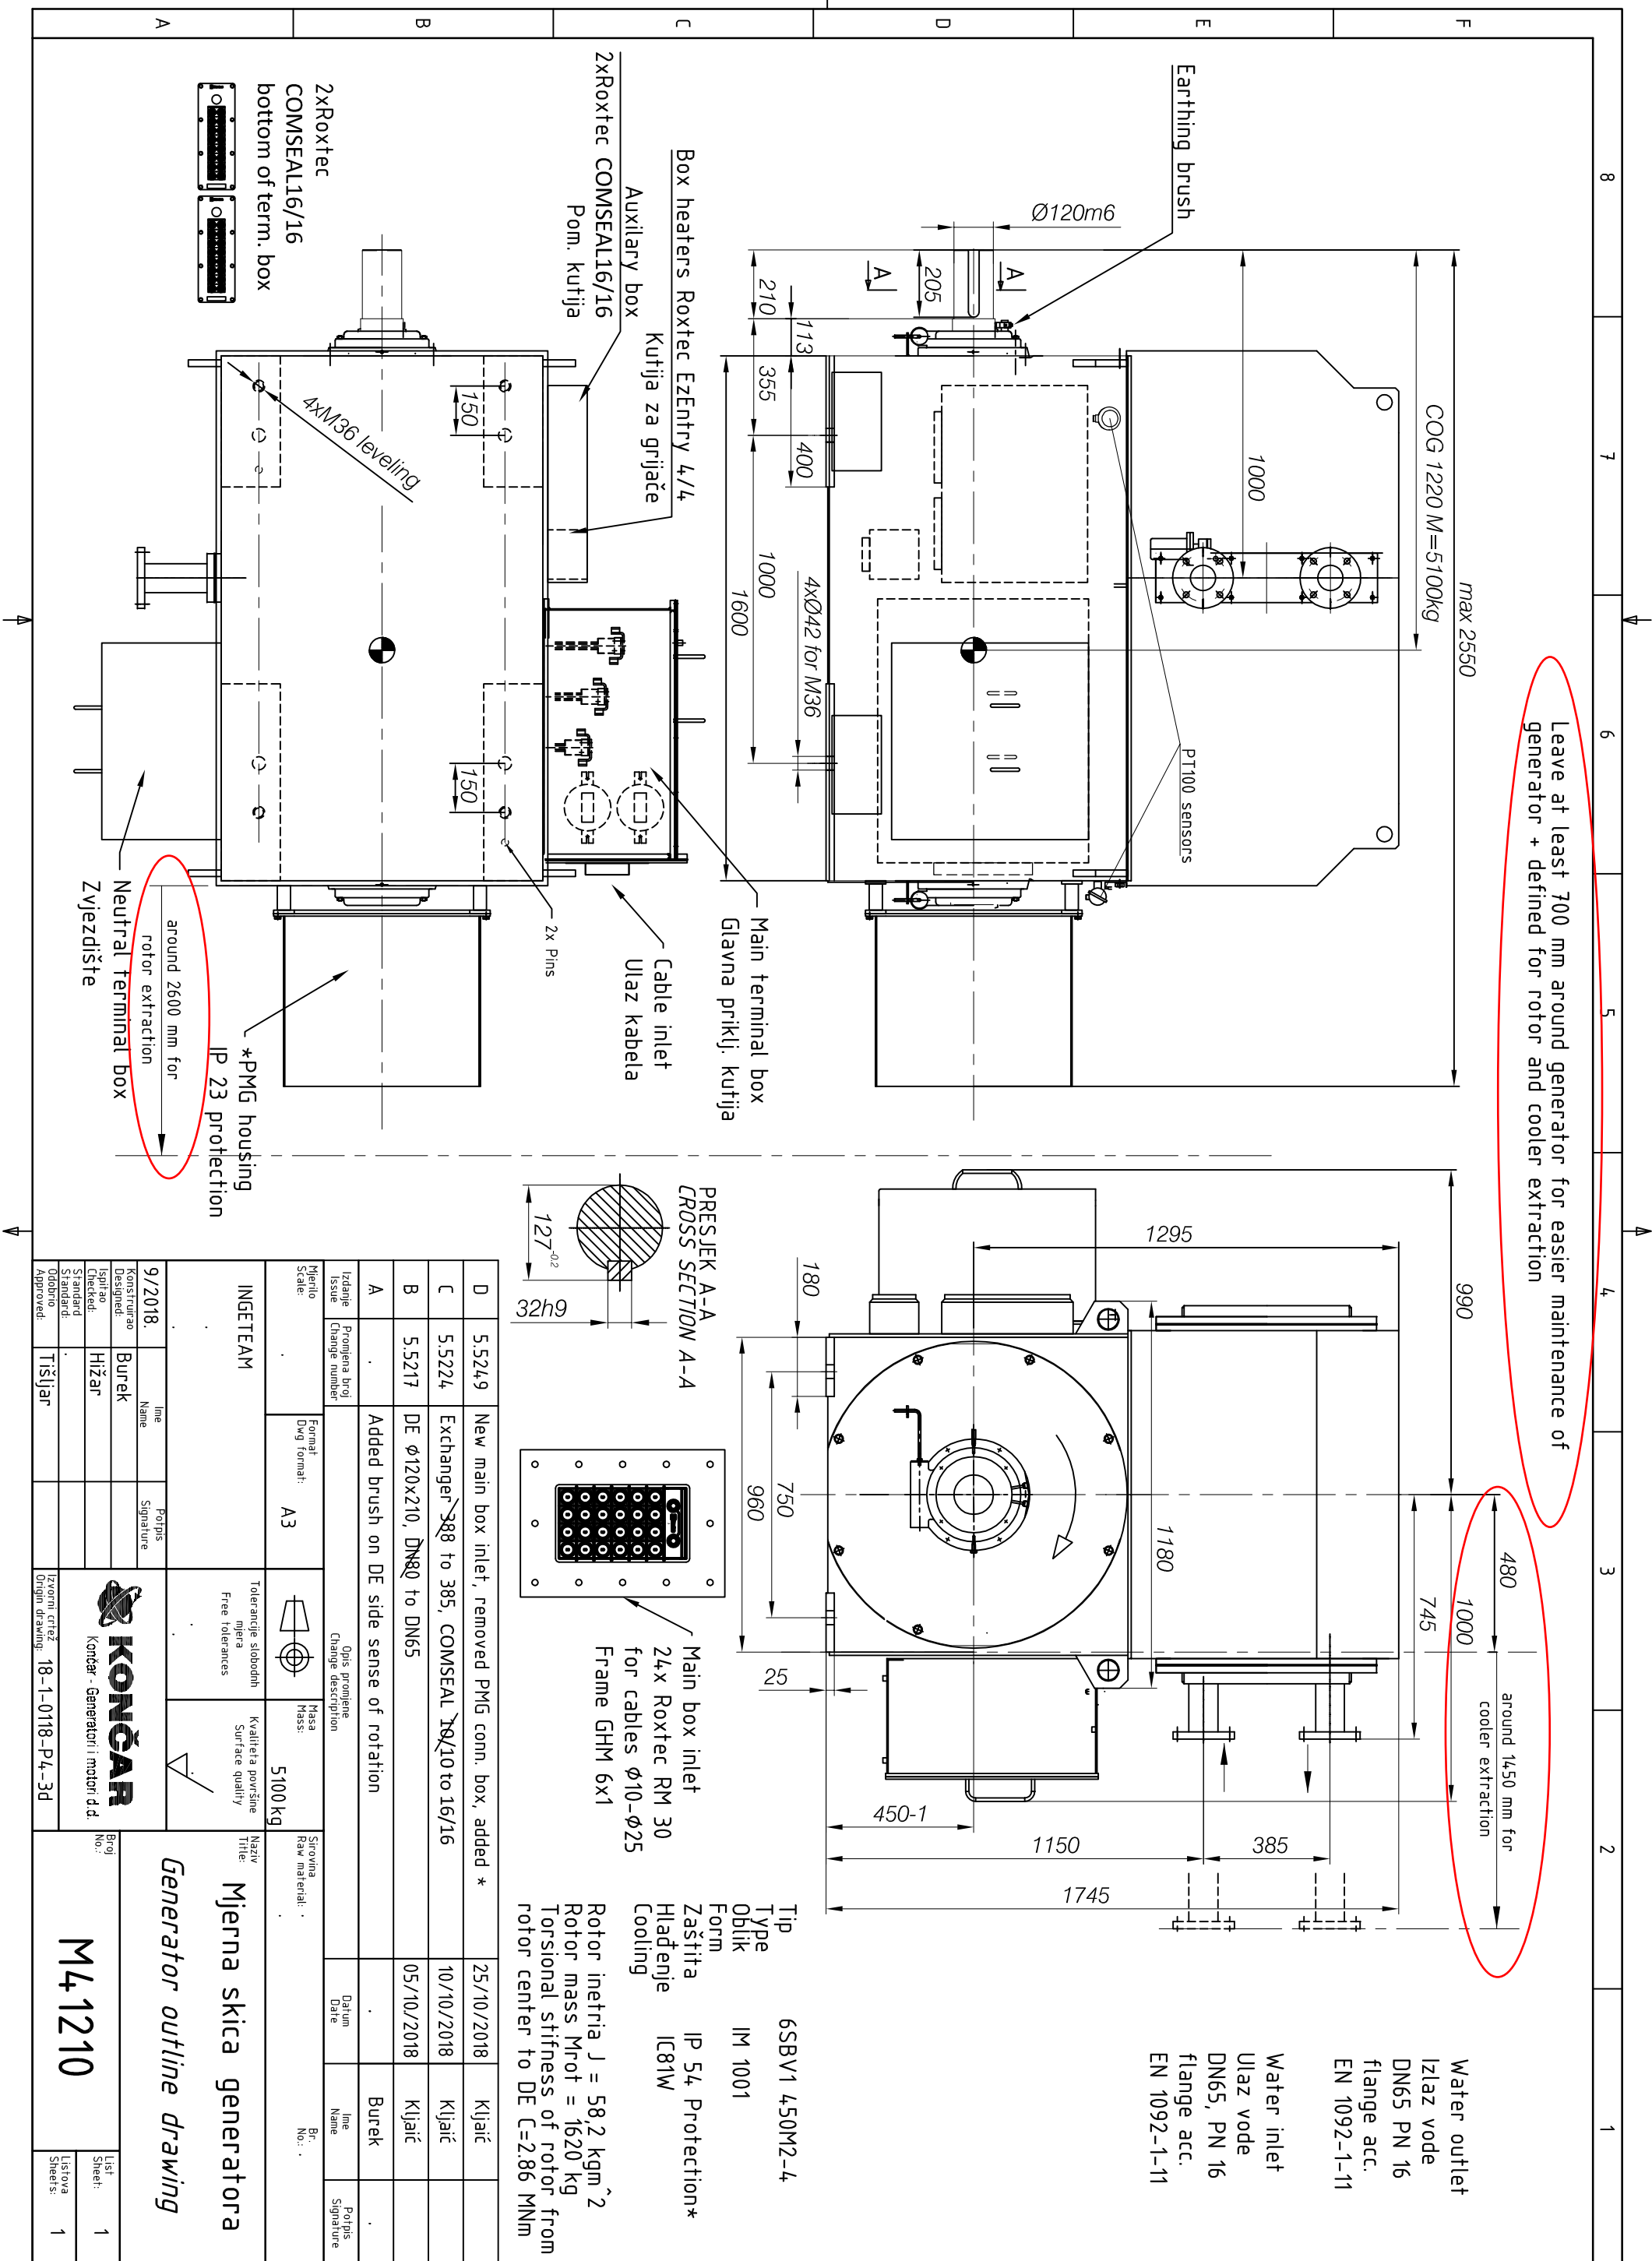 8
7
6
5
4
3
2
1
F
E
D
C
B
A
Leave at least 700 mm around generator for easier maintenance of
generator + defined for rotor and cooler extraction
max 2550
COG 1220 M=5100kg
1000
Earthing brush
Ø120m6
205
A
A
210
113
355
400
1000
1600
4xØ42 for M36
PT100 sensors
990
480
1000
745
around 1450 mm for
cooler extraction
1295
1180
180
750
960
25
450-1
1150
385
1745
Water outlet
Izlaz vode
DN65 PN 16
flange acc.
EN 1092-1-11
Water inlet
Ulaz vode
DN65, PN 16
flange acc.
EN 1092-1-11
Box heaters Roxtec EzEntry 4/4
Kutija za grijače
Auxilary box
2xRoxtec COMSEAL16/16
Pom. kutija
Main terminal box
Glavna priklj. kutija
Cable inlet
Ulaz kabela
2x Pins
150
150
4xM36 leveling
2xRoxtec
COMSEAL16/16
bottom of term. box
*PMG housing
IP 23 protection
around 2600 mm for
rotor extraction
Neutral terminal box
Zvjezdište
PRESJEK A-A
CROSS SECTION A-A
127-0.2
32h9
Main box inlet
24x Roxtec RM 30
for cables Ø10-Ø25
Frame GHM 6x1
Tip
Type 6SBV1 450M2-4
Oblik
Form IM 1001
Zaštita IP 54 Protection*
Hlađenje
Cooling IC81W
Rotor inetria J = 58,2 kgm^2
Rotor mass Mrot = 1620 kg
Torsional stifness of rotor from
rotor center to DE C=2.86 MNm
D 5.5249 New main box inlet, removed PMG conn. box, added * 25/10/2018 Kljaić
C 5.5224 Exchanger 388 to 385, COMSEAL 10/10 to 16/16 10/10/2018 Kljaić
B 5.5217 DE Ø120x210, DN80 to DN65 05/10/2018 Kljaić
A . Added brush on DE side sense of rotation . Burek .
Izdanje
Issue
Promjena broj
Change number
Opis promjene
Change description
Datum
Date
Ime
Name
Potpis
Signature
Mjerilo
Scale:
.
Format
Dwg format: A3
Masa
Mass: 5100kg
Sirovina
Raw material: .
Br.
No.: .
INGETEAM
Tolerancije slobodnih
mjera
Free tolerances
Kvaliteta površine
Surface quality
Naziv
Title:
Mjerna skica generatora
Generator outline drawing
9/2018.
Ime
Name
Potpis
Signature
Konstruirao
Designed: Burek
Ispitao
Checked: Hižar
Standard
Standard: .
Odobrio
Approved: Tišljar
KONČAR
Končar - Generatori i motori d.d.
Izvorni crtež
Origin drawing: 18-1-0118-P4-3d
Broj
No.:
M41210
List
Sheet: 1
Listova
Sheets: 1